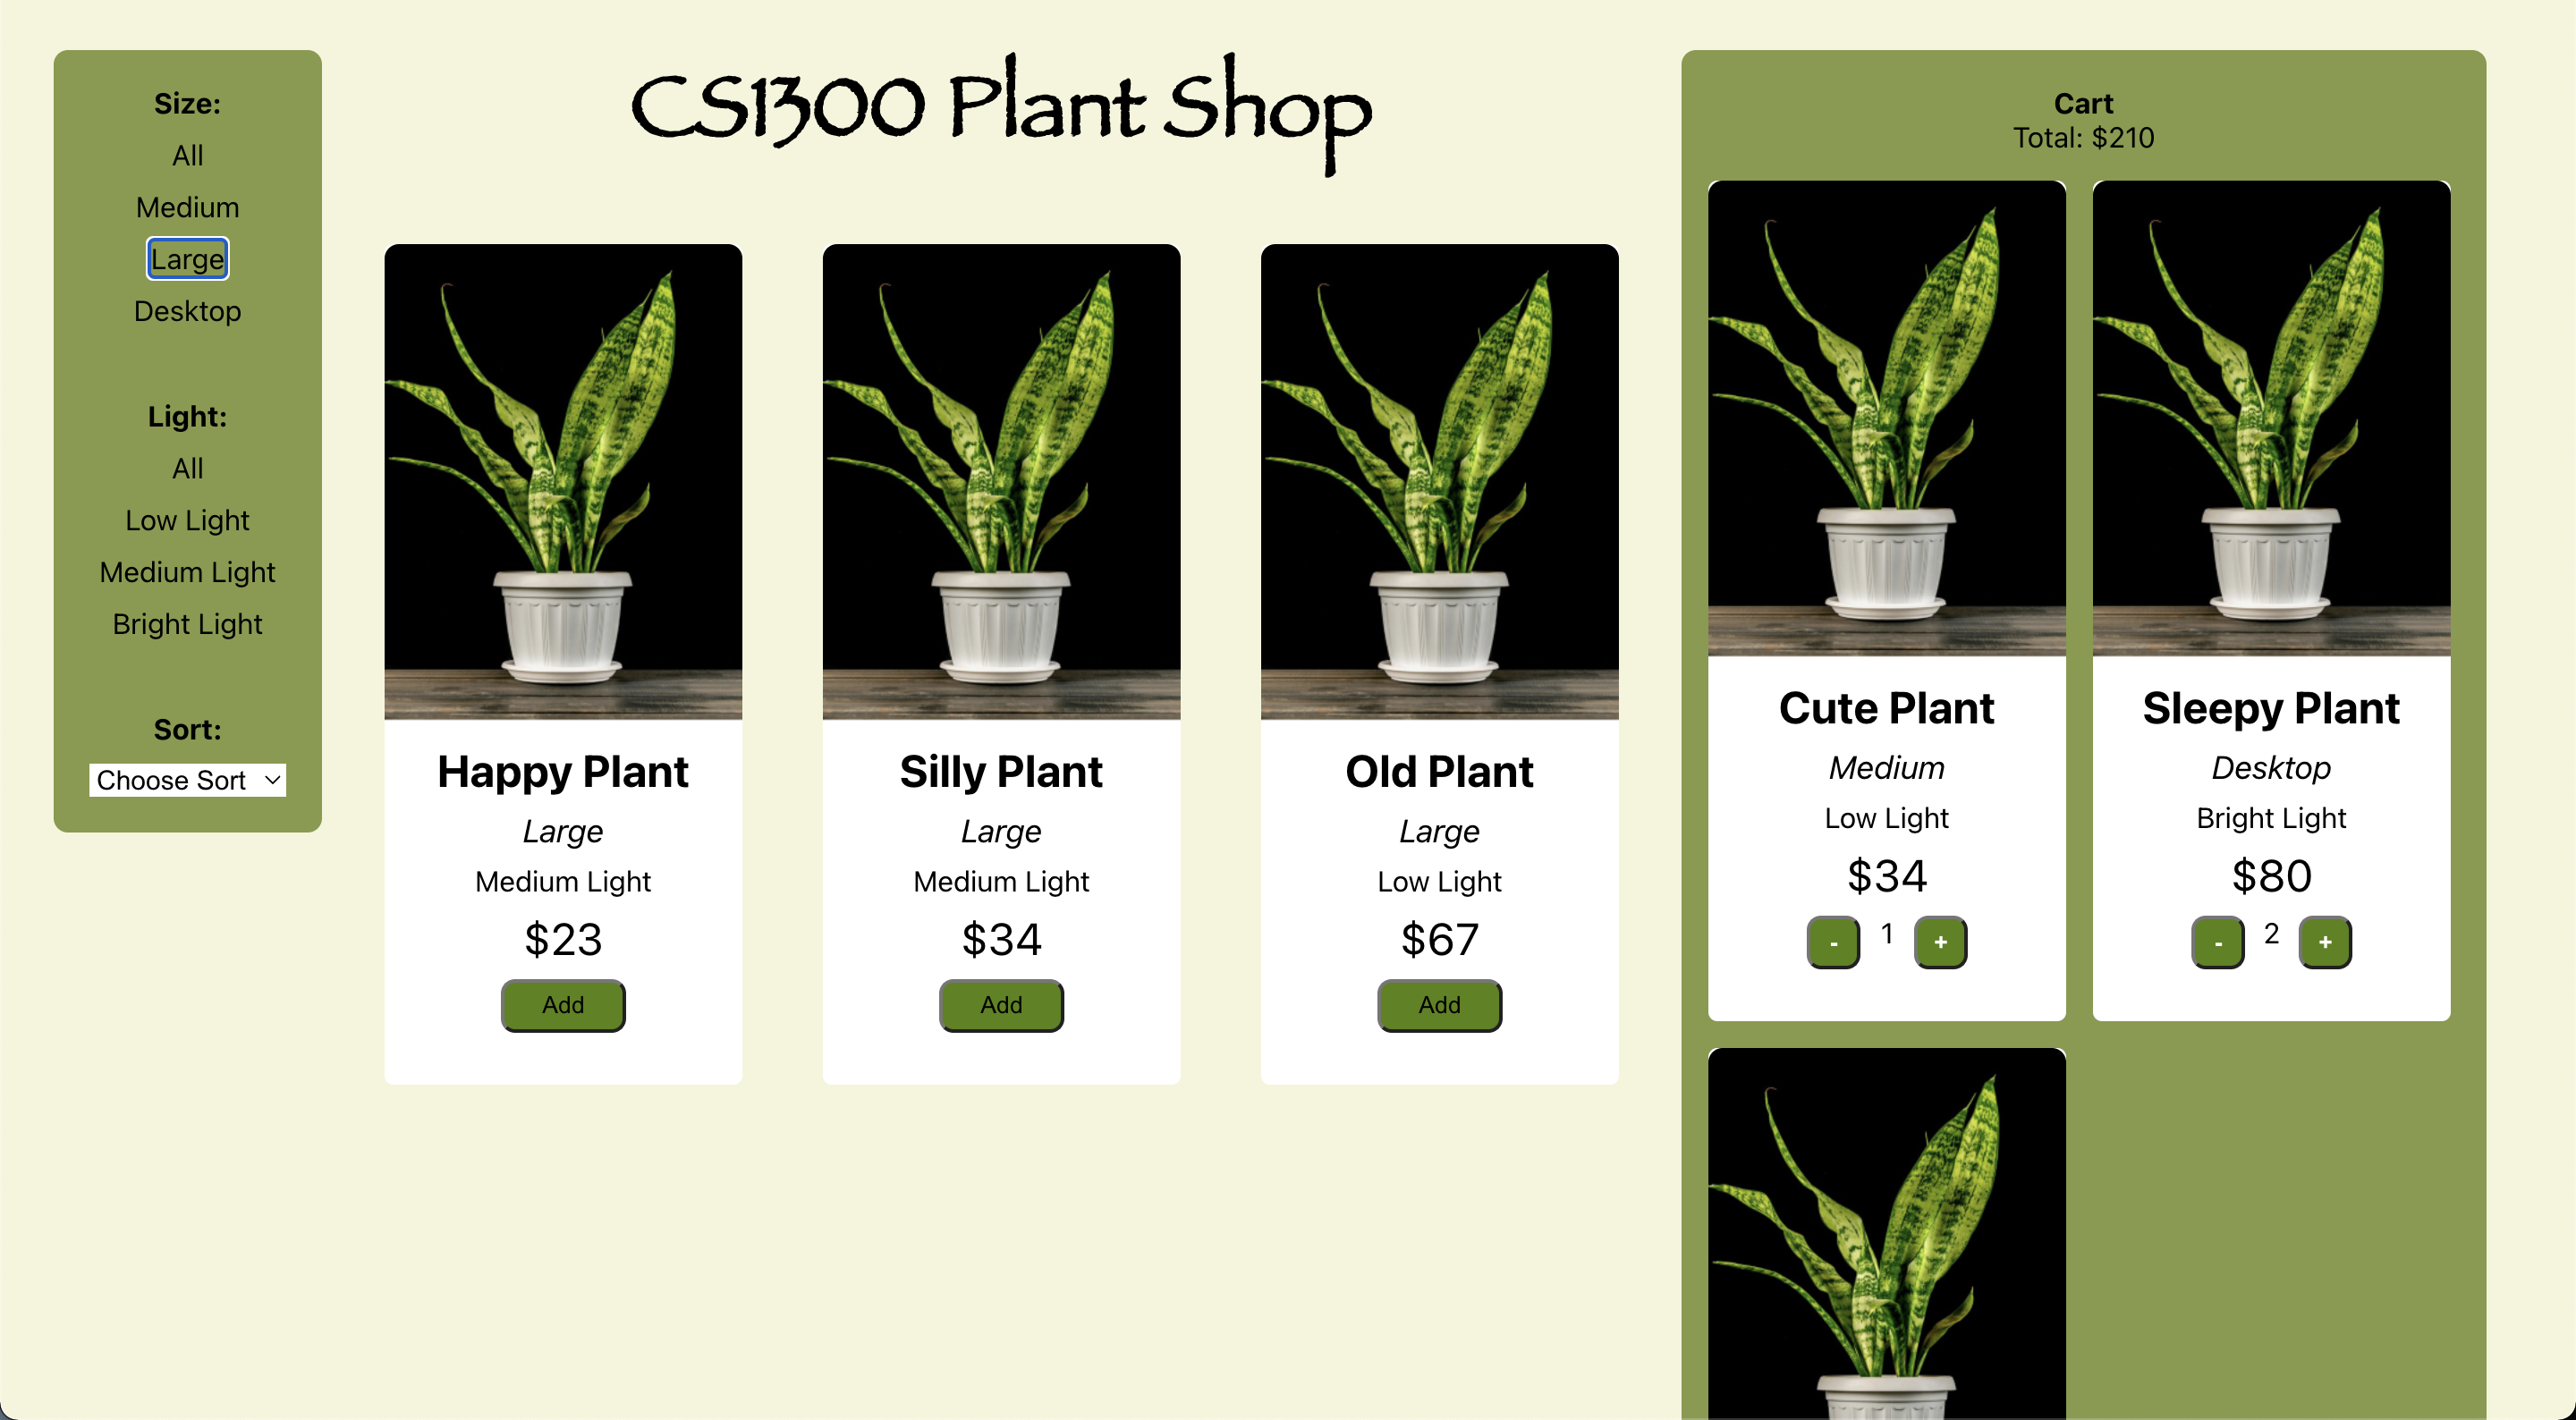 Size:
All
Medium
Large
Desktop
Light:
All
Low Light
Medium Light
Bright Light
Sort:
Choose Sort
CS1300 Plant Shop
Happy Plant
Large
Medium Light
$23
Add
Silly Plant
Large
Medium Light
$34
Add
Old Plant
Large
Low Light
$67
Add
Cart
Total: $210
Cute Plant
Medium
Low Light
$34
- 1 +
Sleepy Plant
Desktop
Bright Light
$80
- 2 +